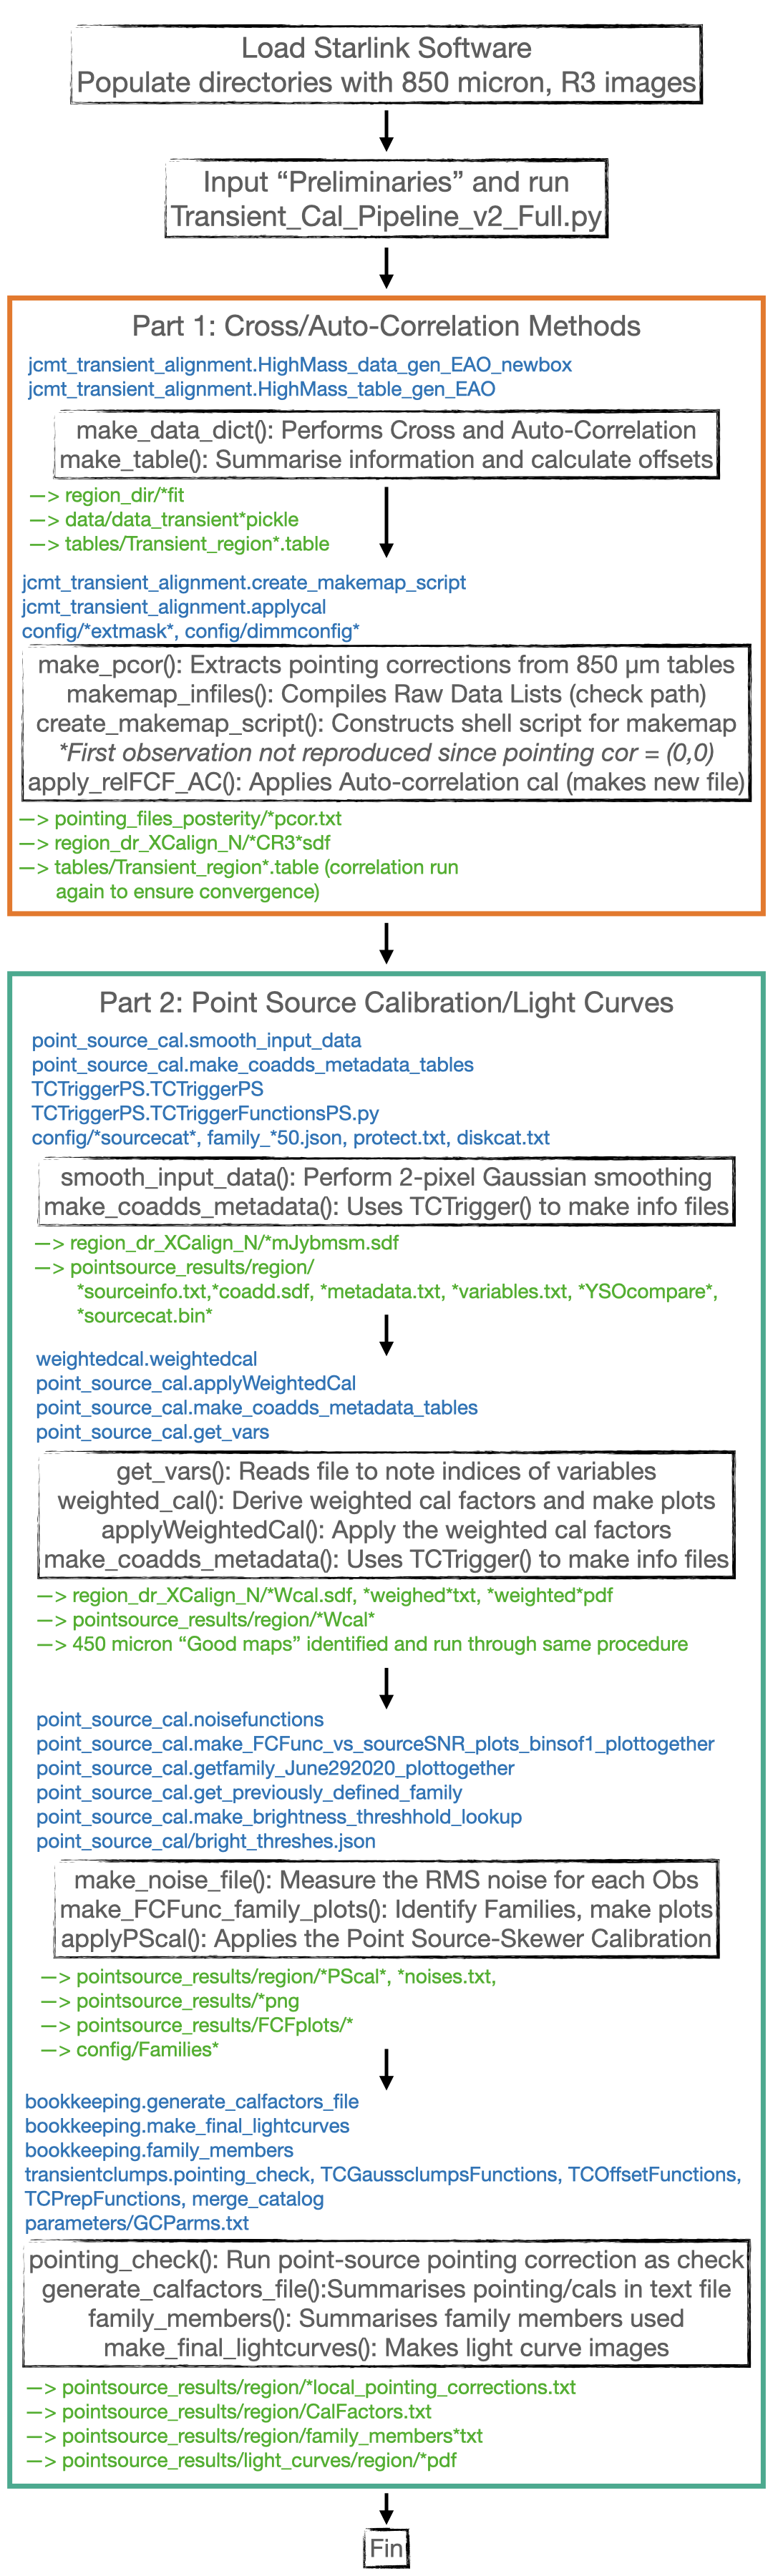 Load Starlink Software
Populate directories with 850 micron, R3 images
Input “Preliminaries” and run
Transient_Cal_Pipeline_v2_Full.py
Part 1: Cross/Auto-Correlation Methods
jcmt_transient_alignment.HighMass_data_gen_EAO_newbox
jcmt_transient_alignment.HighMass_table_gen_EAO
make_data_dict(): Performs Cross and Auto-Correlation
make_table(): Summarise information and calculate offsets
—> region_dir/*fit
—> data/data_transient*pickle
—> tables/Transient_region*.table
jcmt_transient_alignment.create_makemap_script
jcmt_transient_alignment.applycal
config/*extmask*, config/dimmconfig*
make_pcor(): Extracts pointing corrections from 850 µm tables
makemap_infiles(): Compiles Raw Data Lists (check path)
create_makemap_script(): Constructs shell script for makemap
*First observation not reproduced since pointing cor = (0,0)
apply_relFCF_AC(): Applies Auto-correlation cal (makes new file)
—> pointing_files_posterity/*pcor.txt
—> region_dr_XCalign_N/*CR3*sdf
—> tables/Transient_region*.table (correlation run
again to ensure convergence)
Part 2: Point Source Calibration/Light Curves
point_source_cal.smooth_input_data
point_source_cal.make_coadds_metadata_tables
TCTriggerPS.TCTriggerPS
TCTriggerPS.TCTriggerFunctionsPS.py
config/*sourcecat*, family_*50.json, protect.txt, diskcat.txt
smooth_input_data(): Perform 2-pixel Gaussian smoothing
make_coadds_metadata(): Uses TCTrigger() to make info files
—> region_dr_XCalign_N/*mJybmsm.sdf
—> pointsource_results/region/
*sourceinfo.txt,*coadd.sdf, *metadata.txt, *variables.txt, *YSOcompare*,
*sourcecat.bin*
weightedcal.weightedcal
point_source_cal.applyWeightedCal
point_source_cal.make_coadds_metadata_tables
point_source_cal.get_vars
get_vars(): Reads file to note indices of variables
weighted_cal(): Derive weighted cal factors and make plots
applyWeightedCal(): Apply the weighted cal factors
make_coadds_metadata(): Uses TCTrigger() to make info files
—> region_dr_XCalign_N/*Wcal.sdf, *weighed*txt, *weighted*pdf
—> pointsource_results/region/*Wcal*
—> 450 micron “Good maps” identified and run through same procedure
point_source_cal.noisefunctions
point_source_cal.make_FCFunc_vs_sourceSNR_plots_binsof1_plottogether
point_source_cal.getfamily_June292020_plottogether
point_source_cal.get_previously_defined_family
point_source_cal.make_brightness_threshhold_lookup
point_source_cal/bright_threshes.json
make_noise_file(): Measure the RMS noise for each Obs
make_FCFunc_family_plots(): Identify Families, make plots
applyPScal(): Applies the Point Source-Skewer Calibration
—> pointsource_results/region/*PScal*, *noises.txt,
—> pointsource_results/*png
—> pointsource_results/FCFplots/*
—> config/Families*
bookkeeping.generate_calfactors_file
bookkeeping.make_final_lightcurves
bookkeeping.family_members
transientclumps.pointing_check, TCGaussclumpsFunctions, TCOffsetFunctions,
TCPrepFunctions, merge_catalog
parameters/GCParms.txt
pointing_check(): Run point-source pointing correction as check
generate_calfactors_file():Summarises pointing/cals in text file
family_members(): Summarises family members used
make_final_lightcurves(): Makes light curve images
—> pointsource_results/region/*local_pointing_corrections.txt
—> pointsource_results/region/CalFactors.txt
—> pointsource_results/region/family_members*txt
—> pointsource_results/light_curves/region/*pdf
Fin